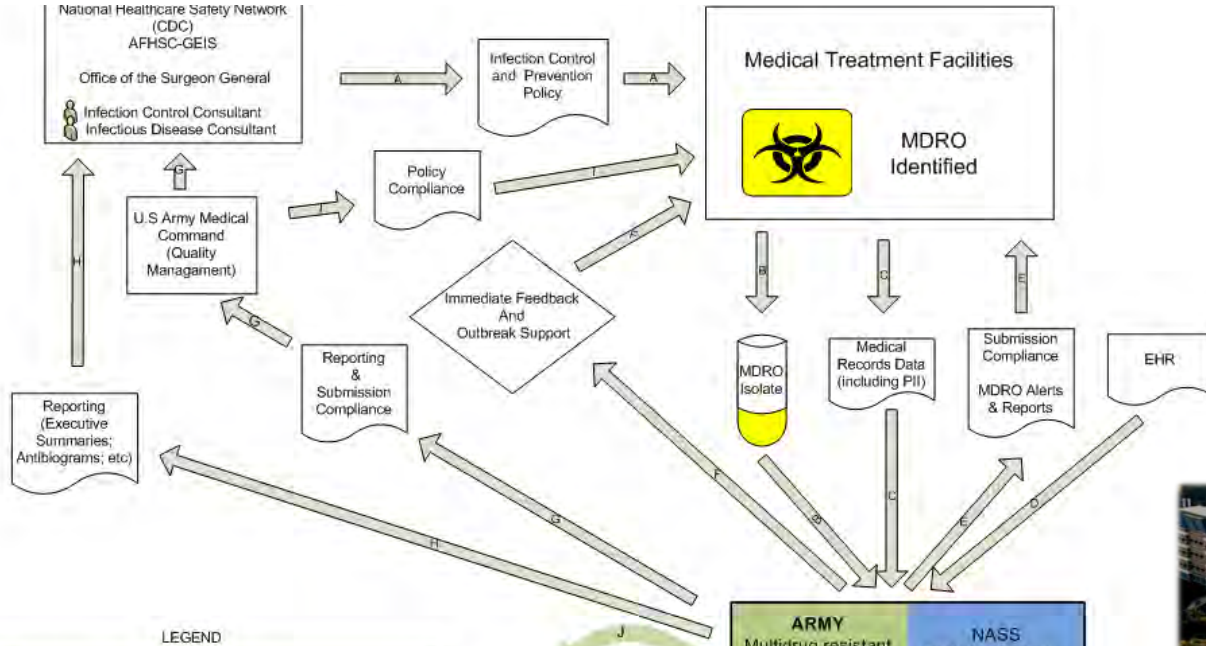 National Healthcare Safety Network
(CDC)
AFHSC-GEIS
Office of the Surgeon General
Infection Control Consultant
Infectious Disease Consultant
A
Infection Control
and Prevention
Policy
A
Medical Treatment Facilities
MDRO
Identified
Policy
Compliance
I
I
G
U.S Army Medical
Command
(Quality
Managament)
H
G
Immediate Feedback
And
Outbreak Support
B
C
E
Reporting
&
Submission
Compliance
MDRO
Isolate
Medical
Records Data
(including PII)
Submission
Compliance
MDRO Alerts
& Reports
EHR
Reporting
(Executive
Summaries;
Antibiograms; etc)
F
G
H
B
C
E
D
LEGEND
J
ARMY
Multidrug-resistant
NASS